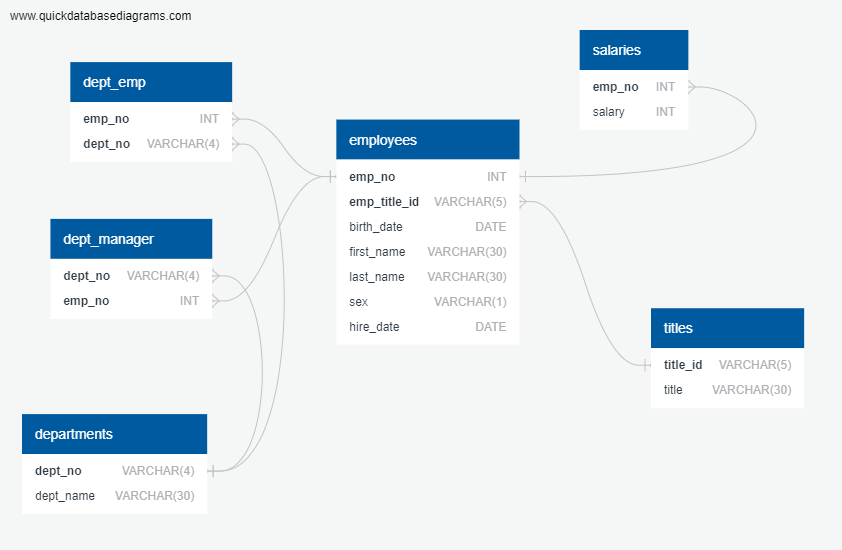 www.quickdatabasediagrams.com
dept_emp
emp_no INT
dept_no VARCHAR(4)
dept_manager
dept_no VARCHAR(4)
emp_no INT
departments
dept_no VARCHAR(4)
dept_name VARCHAR(30)
employees
emp_no INT
emp_title_id VARCHAR(5)
birth_date DATE
first_name VARCHAR(30)
last_name VARCHAR(30)
sex VARCHAR(1)
hire_date DATE
salaries
emp_no INT
salary INT
titles
title_id VARCHAR(5)
title VARCHAR(30)